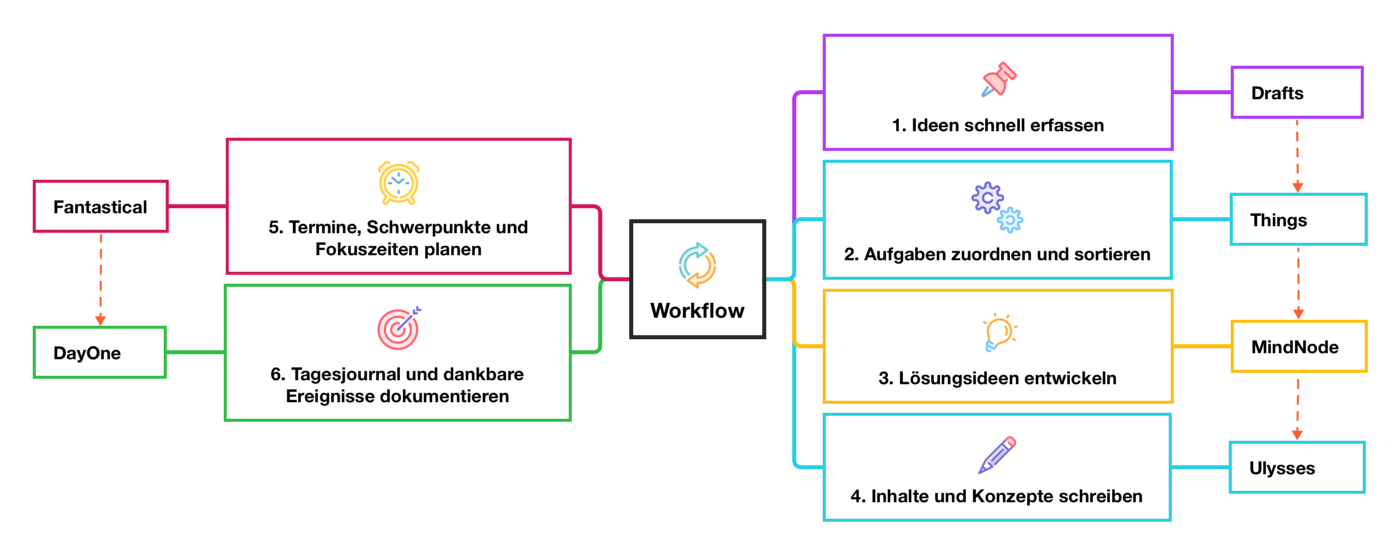 Workflow
1. Ideen schnell erfassen
Drafts
2. Aufgaben zuordnen und sortieren
Things
3. Lösungsideen entwickeln
MindNode
4. Inhalte und Konzepte schreiben
Ulysses
5. Termine, Schwerpunkte und
Fokuszeiten planen
Fantastical
6. Tagesjournal und dankbare
Ereignisse dokumentieren
DayOne